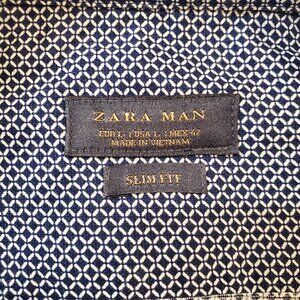 ZARA MAN
EUR L | USA L | MEX 42
MADE IN VIETNAM
SLIM FIT